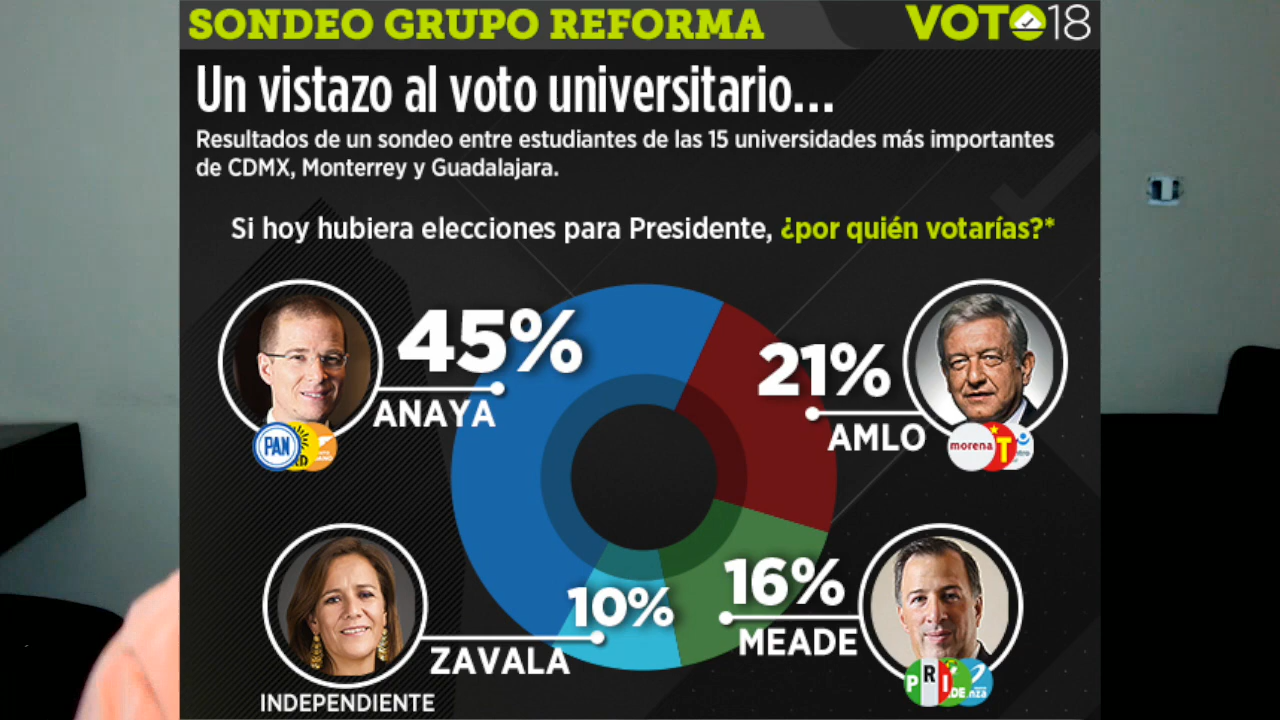 SONDEO GRUPO REFORMA
VOTO18
Un vistazo al voto universitario...
Resultados de un sondeo entre estudiantes de las 15 universidades más importantes
de CDMX, Monterrey y Guadalajara.
Si hoy hubiera elecciones para Presidente, ¿por quién votarías?*
45%
ANAYA
PAN
21%
AMLO
morena
T
10%
ZAVALA
INDEPENDIENTE
16%
MEADE
PRI